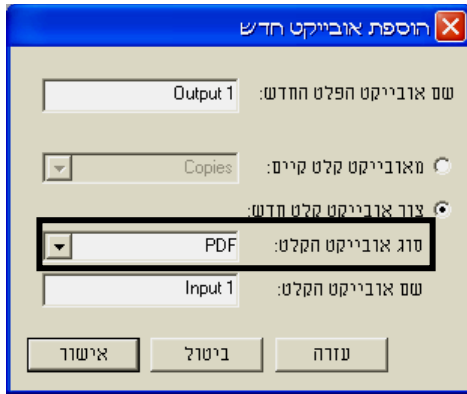 הוספת אובייקט חדש
שם אובייקט הפלט החדש: Output 1
מאובייקט קלט קיים: Copies
צור אובייקט קלט חדש:
סוג אובייקט הקלט: PDF
שם אובייקט הקלט: Input 1
עזרה ביטול אישור